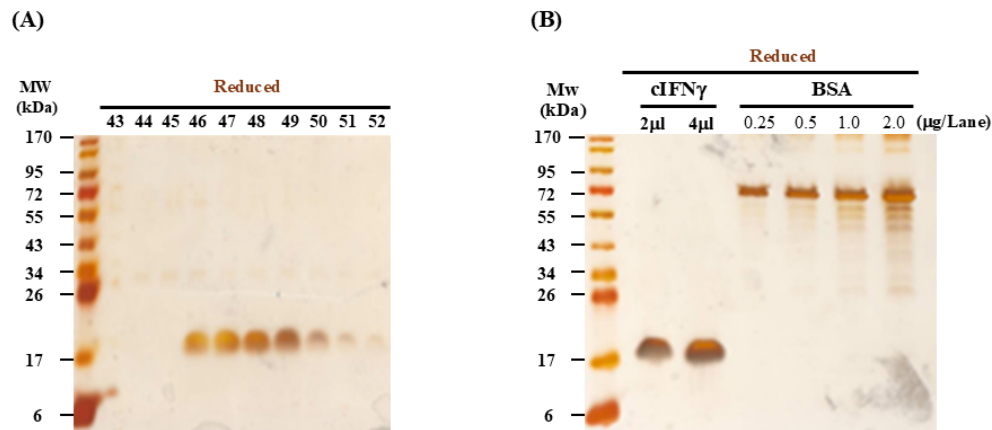 (A)
(B)
MW
(kDa)
Reduced
43 44 45 46 47 48 49 50 51 52
170
95
72
55
43
34
26
17
6
Reduced
Mw
(kDa)
cIFNγ
BSA
2µl 4µl 0.25 0.5 1.0 2.0 (µg/Lane)
170
95
72
55
43
34
26
17
6